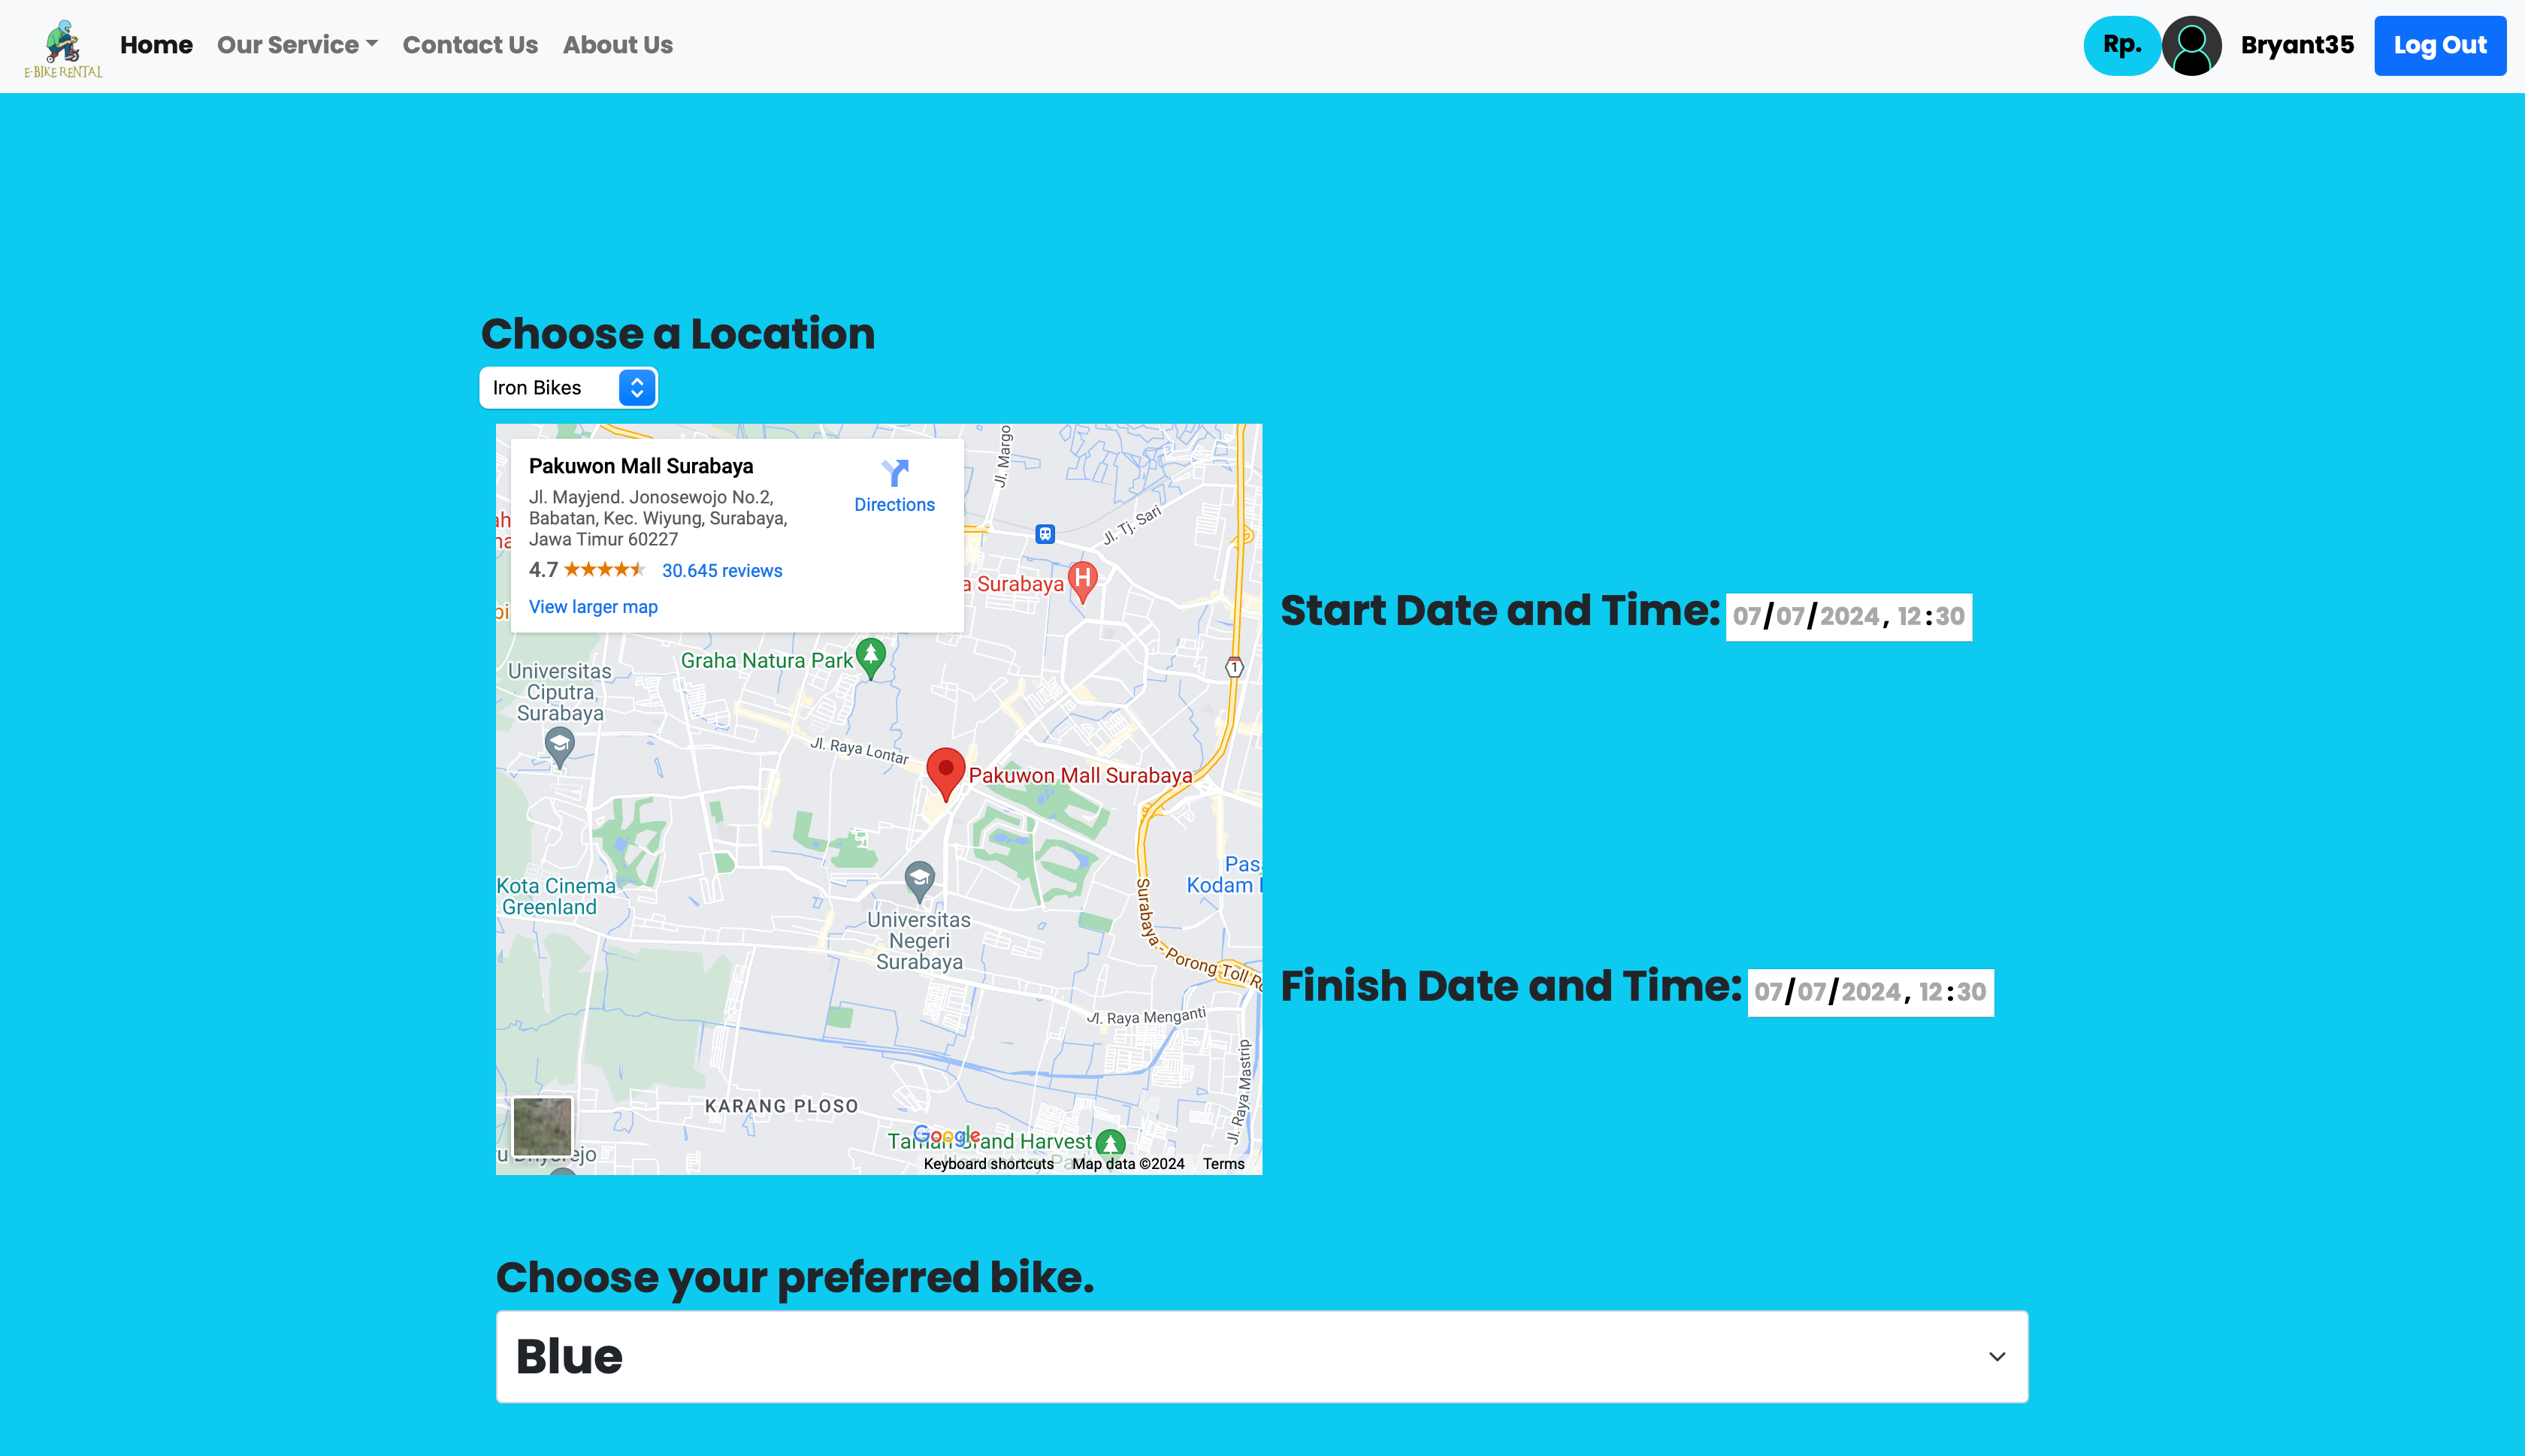 E-BIKE RENTAL
Home
Our Service
Contact Us
About Us
Rp.
Bryant35
Log Out
Choose a Location
Iron Bikes
Pakuwon Mall Surabaya
Jl. Mayjend. Jonosewojo No.2,
Babatan, Kec. Wiyung, Surabaya,
Jawa Timur 60227
4.7
30.645 reviews
View larger map
Directions
Jl. Margo
Jl. Tj. Sari
a Surabaya
H
Graha Natura Park
1
Universitas
Ciputra
Surabaya
Jl. Raya Lontar
Pakuwon Mall Surabaya
Kota Cinema
Greenland
Universitas
Negeri
Surabaya
Kodam
Surabaya - Porong Toll
Jl. Raya Menganti
Jl. Raya Mastrip
KARANG PLOSO
Google
Taman Grand Harvest
Keyboard shortcuts
Map data ©2024
Terms
Start Date and Time: 07/07/2024, 12:30
Finish Date and Time: 07/07/2024, 12:30
Choose your preferred bike.
Blue